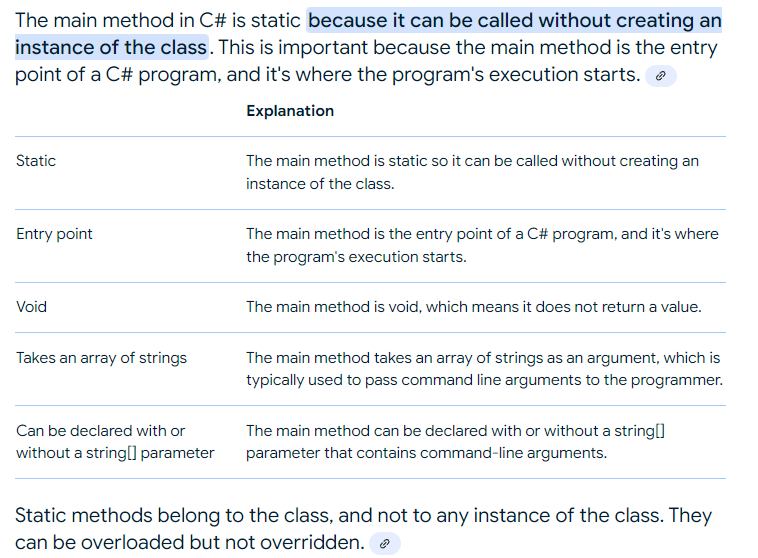 The main method in C# is static because it can be called without creating an
instance of the class. This is important because the main method is the entry
point of a C# program, and it's where the program's execution starts.
Explanation
Static
The main method is static so it can be called without creating an
instance of the class.
Entry point
The main method is the entry point of a C# program, and it's where
the program's execution starts.
Void
The main method is void, which means it does not return a value.
Takes an array of strings
The main method takes an array of strings as an argument, which is
typically used to pass command line arguments to the programmer.
Can be declared with or
without a string[] parameter
The main method can be declared with or without a string[]
parameter that contains command-line arguments.
Static methods belong to the class, and not to any instance of the class. They
can be overloaded but not overridden.